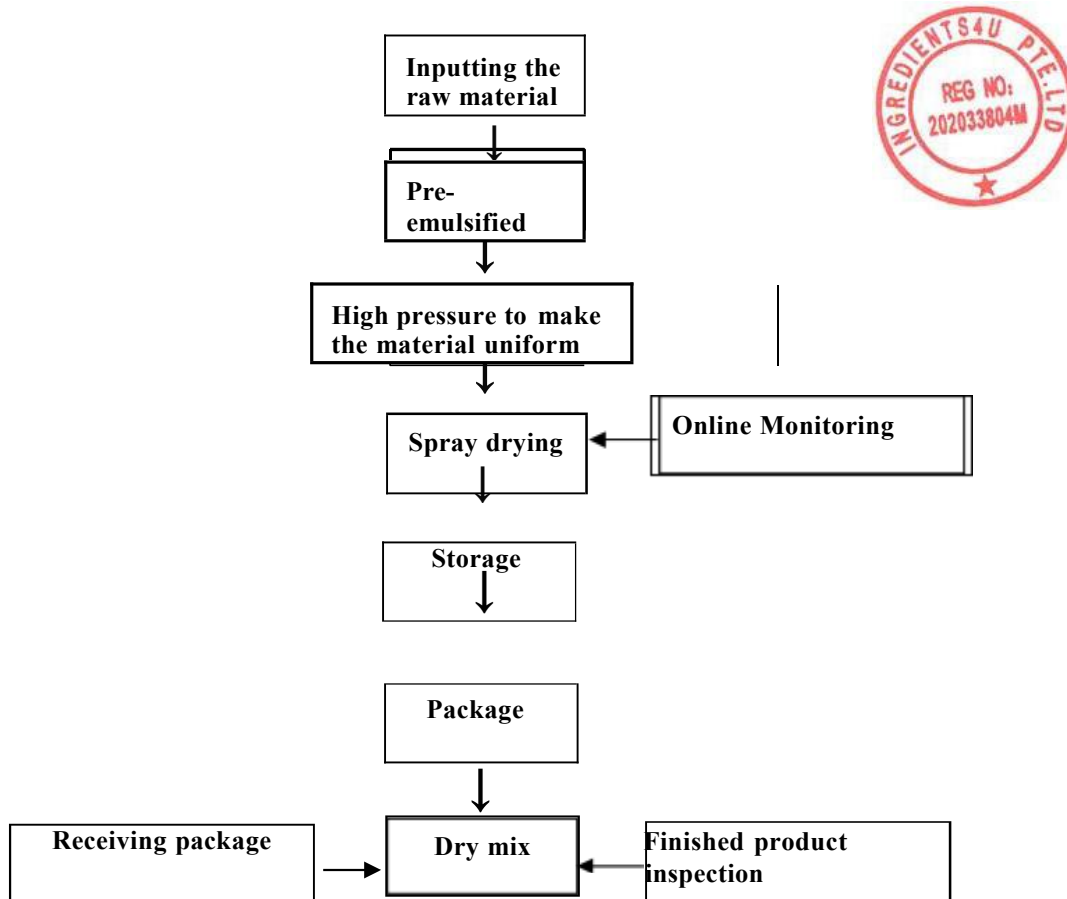 INGREDIENTS4U PTE.LTD
REG NO:
202033804M
Inputting the
raw material
Pre-
emulsified
High pressure to make
the material uniform
Spray drying
Online Monitoring
Storage
Package
Receiving package
Dry mix
Finished product
inspection